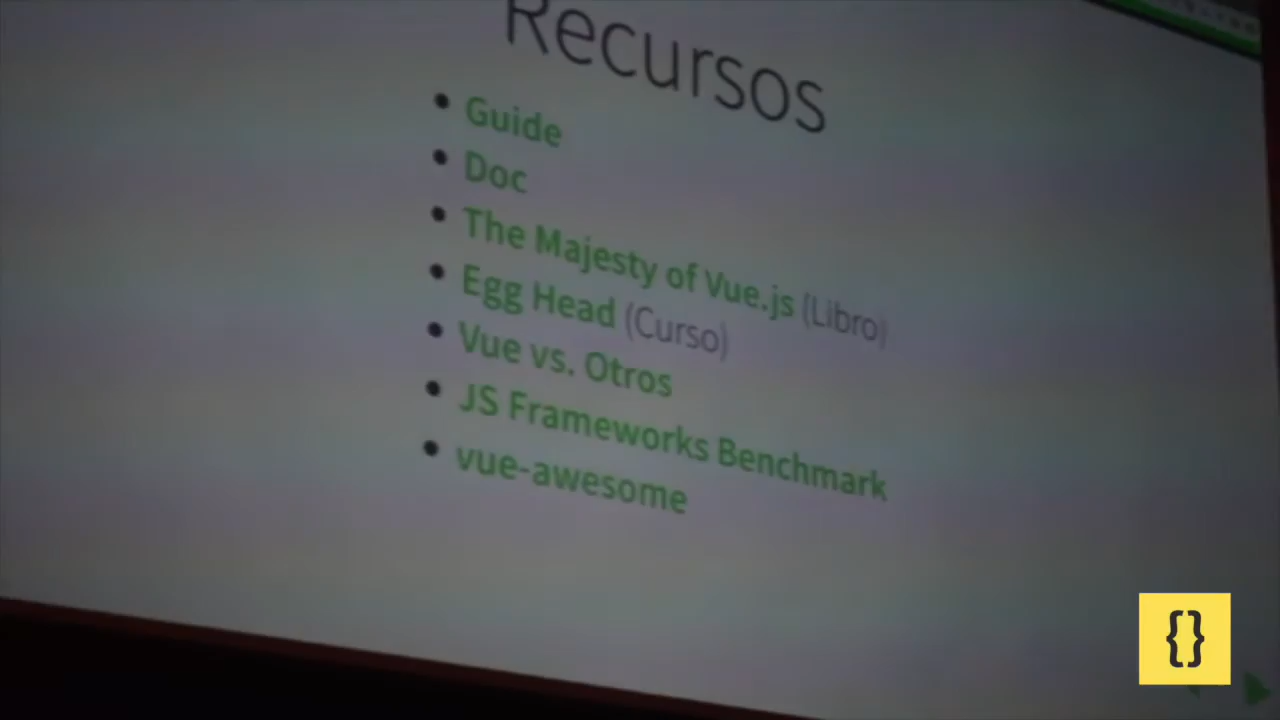 Recursos
Guide
Doc
The Majesty of Vue.js (Libro)
Egg Head (Curso)
Vue vs. Otros
JS Frameworks Benchmark
vue-awesome
{}